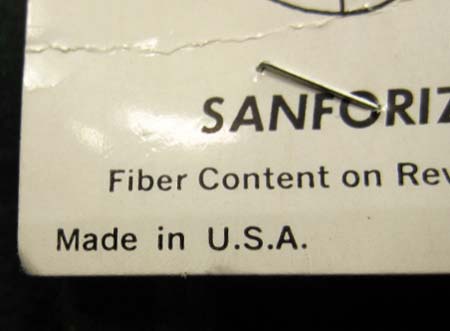 SANFORIZ
Fiber Content on Rev
Made in U.S.A.